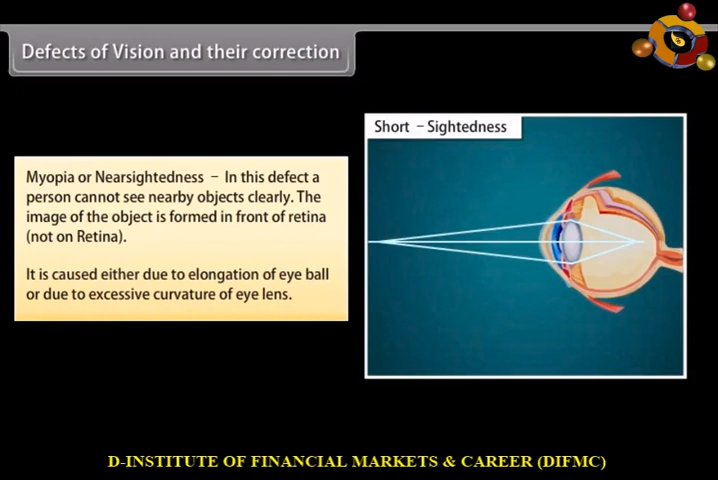 Defects of Vision and their correction
Short - Sightedness
Myopia or Nearsightedness - In this defect a
person cannot see nearby objects clearly. The
image of the object is formed in front of retina
(not on Retina).
It is caused either due to elongation of eye ball
or due to excessive curvature of eye lens.
D-INSTITUTE OF FINANCIAL MARKETS & CAREER (DIFMC)